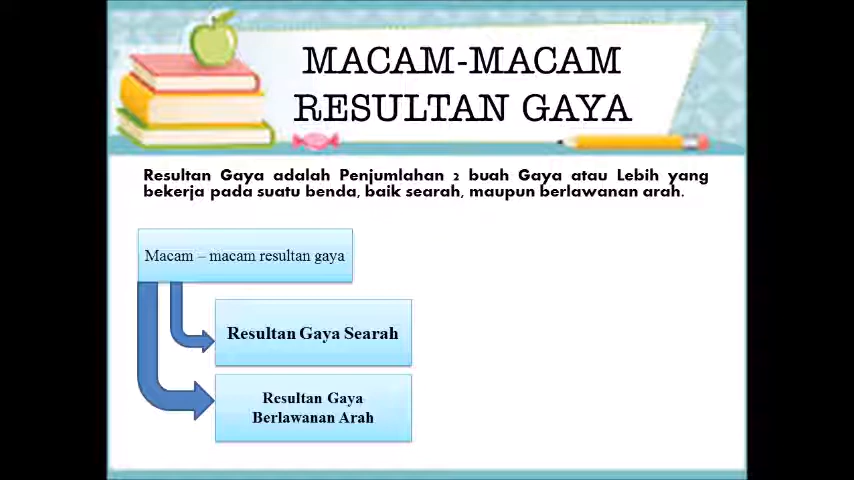 MACAM-MACAM
RESULTAN GAYA
Resultan Gaya adalah Penjumlahan 2 buah Gaya atau Lebih yang
bekerja pada suatu benda, baik searah, maupun berlawanan arah.
Macam – macam resultan gaya
Resultan Gaya Searah
Resultan Gaya
Berlawanan Arah